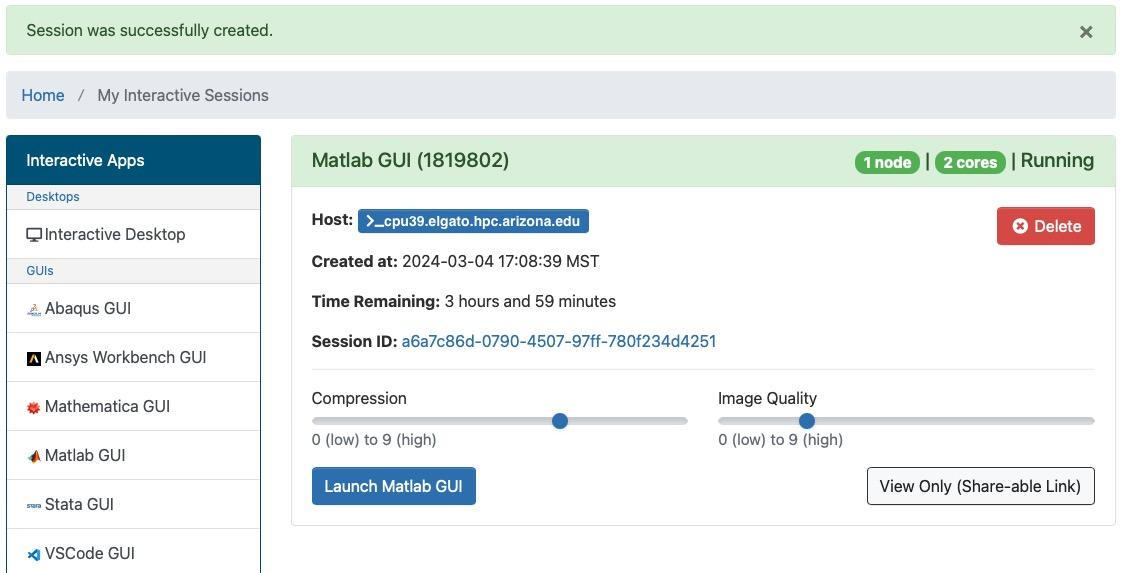 Session was successfully created.
×
Home / My Interactive Sessions
Interactive Apps
Desktops
Interactive Desktop
GUIs
Abaqus GUI
Ansys Workbench GUI
Mathematica GUI
Matlab GUI
Stata GUI
VSCode GUI
Matlab GUI (1819802)
1 node | 2 cores | Running
Host: >_cpu39.elgato.hpc.arizona.edu
Delete
Created at: 2024-03-04 17:08:39 MST
Time Remaining: 3 hours and 59 minutes
Session ID: a6a7c86d-0790-4507-97ff-780f234d4251
Compression
0 (low) to 9 (high)
Image Quality
0 (low) to 9 (high)
Launch Matlab GUI
View Only (Share-able Link)